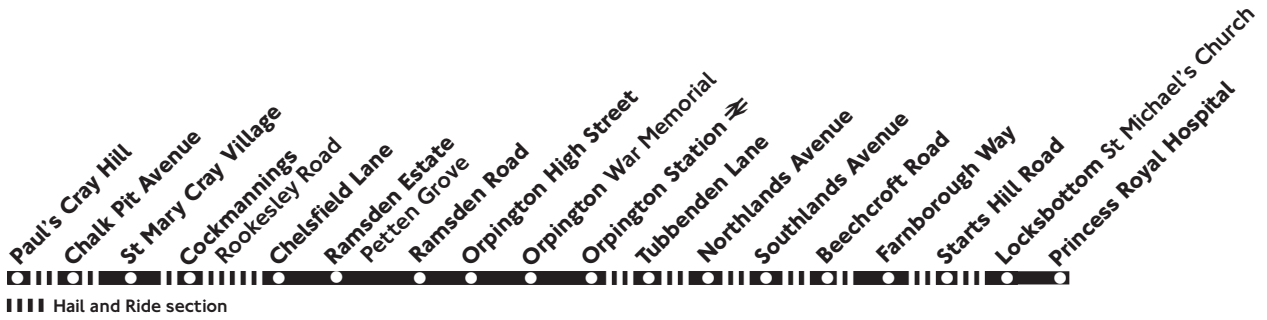 Paul's Cray Hill
Chalk Pit Avenue
St Mary Cray Village
Cockmannings
Rookesley Road
Chelsfield Lane
Ramsden Estate
Petten Grove
Ramsden Road
Orpington High Street
Orpington War Memorial
Orpington Station
Tubbenden Lane
Northlands Avenue
Southlands Avenue
Beechcroft Road
Farnborough Way
Starts Hill Road
Locksbottom St Michael's Church
Princess Royal Hospital
Hail and Ride section